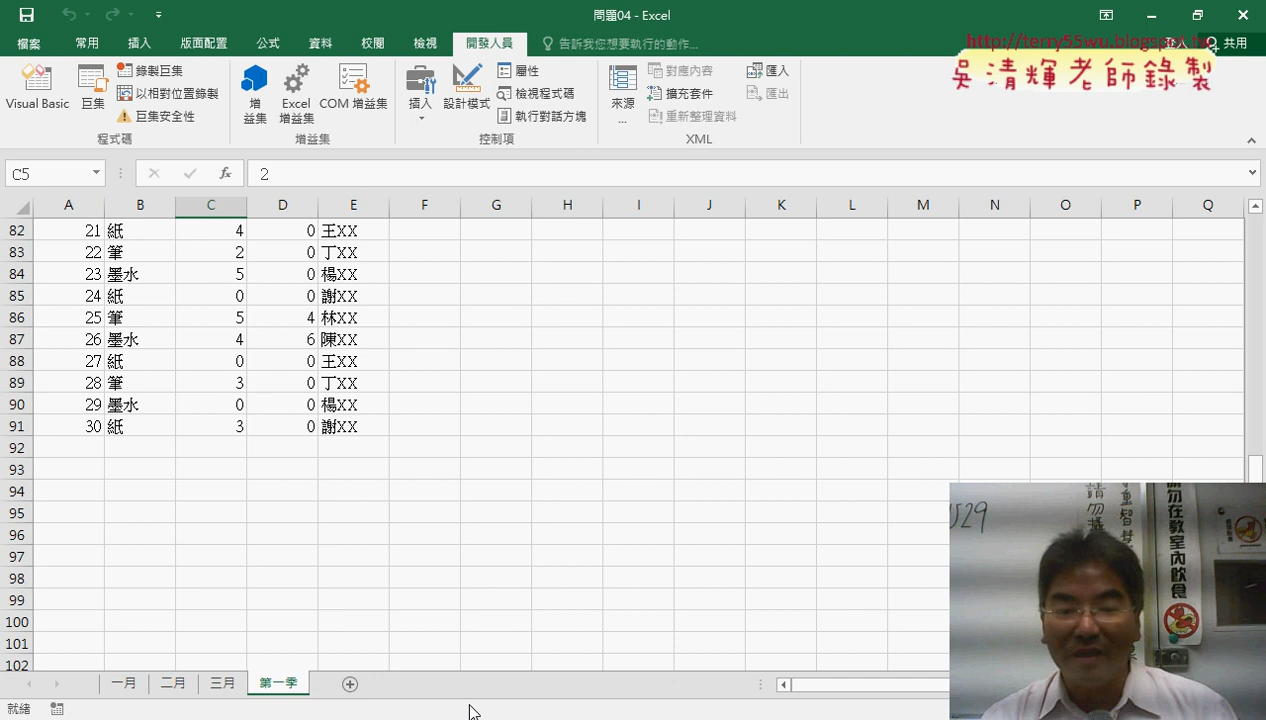 問題04 - Excel
檔案 常用 插入 版面配置 公式 資料 校閱 檢視 開發人員 告訴我您想要執行的動作... 登入 共用
http://terry55wu.blogspot.tw
吳清輝老師錄製
Visual Basic 巨集 錄製巨集 以相對位置錄製 巨集安全性
增益集 Excel 增益集 COM 增益集
插入 設計模式 屬性 檢視程式碼 執行對話方塊
來源... 對應內容 擴充套件 重新整理資料 匯入 匯出
程式碼 增益集 控制項 XML
C5 fx 2
A B C D E F G H I J K L M N O P Q
82 21 紙 4 0 王XX
83 22 筆 2 0 丁XX
84 23 墨水 5 0 楊XX
85 24 紙 0 0 謝XX
86 25 筆 5 4 林XX
87 26 墨水 4 6 陳XX
88 27 紙 0 0 王XX
89 28 筆 3 0 丁XX
90 29 墨水 0 0 楊XX
91 30 紙 3 0 謝XX
92
93
94
95
96
97
98
99
100
101
102
一月 二月 三月 第一季
就緒
請勿
勿在教室內飲食